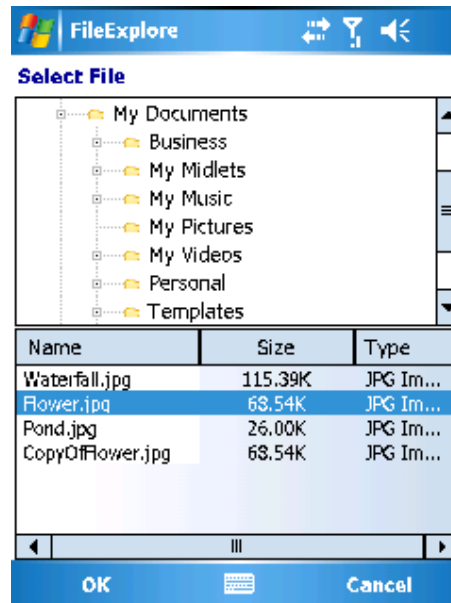 FileExplore
Select File
My Documents
Business
My Midlets
My Music
My Pictures
My Videos
Personal
Templates
Name Size Type
Waterfall.jpg 115.39K JPG Im...
Flower.jpg 68.54K JPG Im...
Pond.jpg 26.00K JPG Im...
CopyOfFlower.jpg 68.54K JPG Im...
OK Cancel